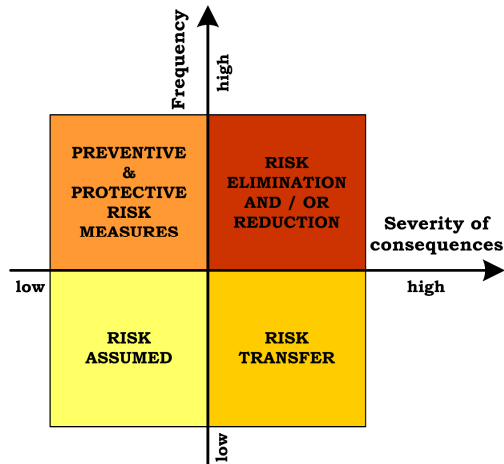 Frequency
high
PREVENTIVE
&
PROTECTIVE
RISK
MEASURES
RISK
ELIMINATION
AND / OR
REDUCTION
Severity of
consequences
low
high
RISK
ASSUMED
RISK
TRANSFER
low